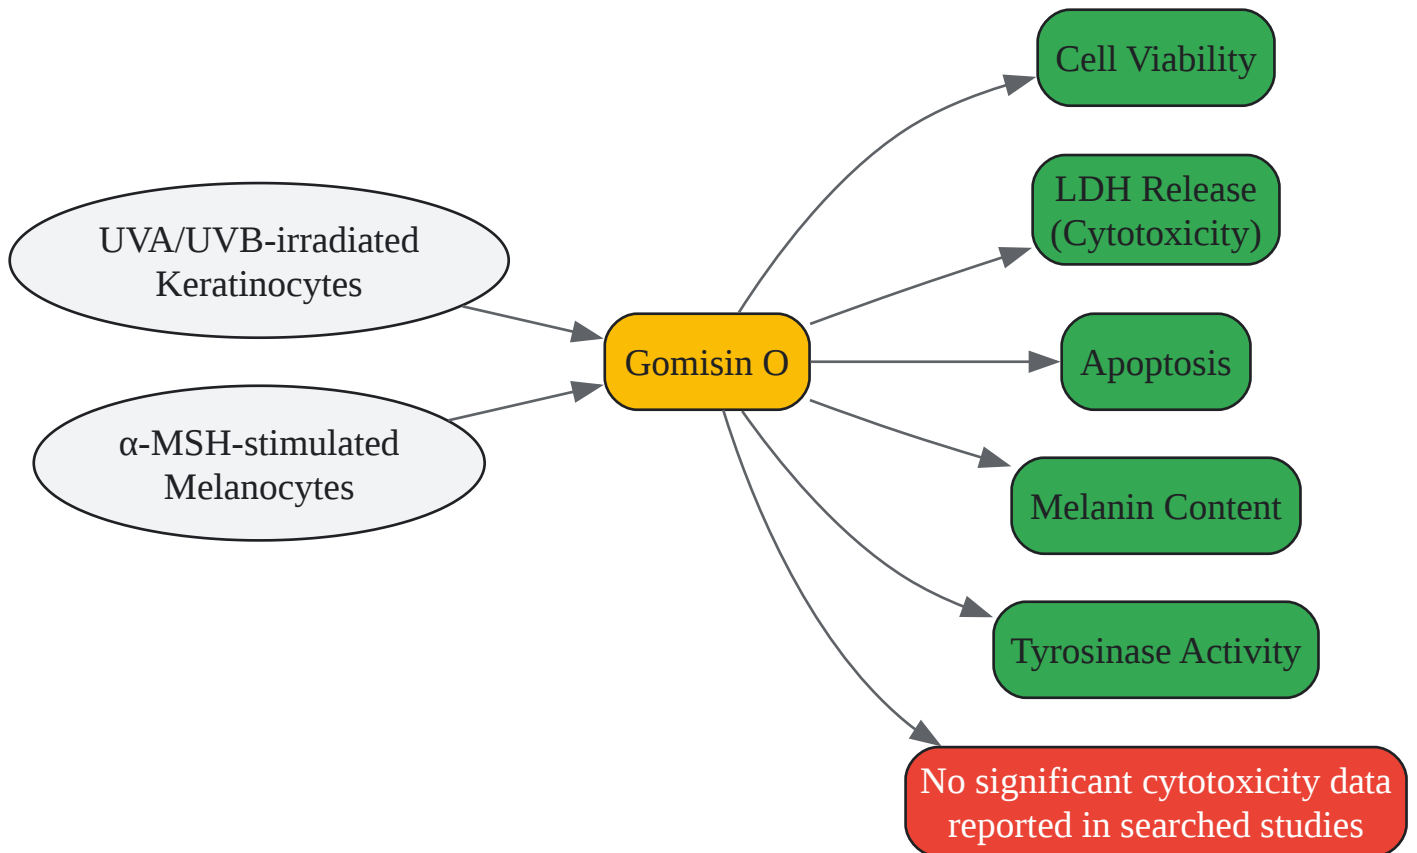 UVA/UVB-irradiated
Keratinocytes
α-MSH-stimulated
Melanocytes
Gomisin O
Cell Viability
LDH Release
(Cytotoxicity)
Apoptosis
Melanin Content
Tyrosinase Activity
No significant cytotoxicity data
reported in searched studies